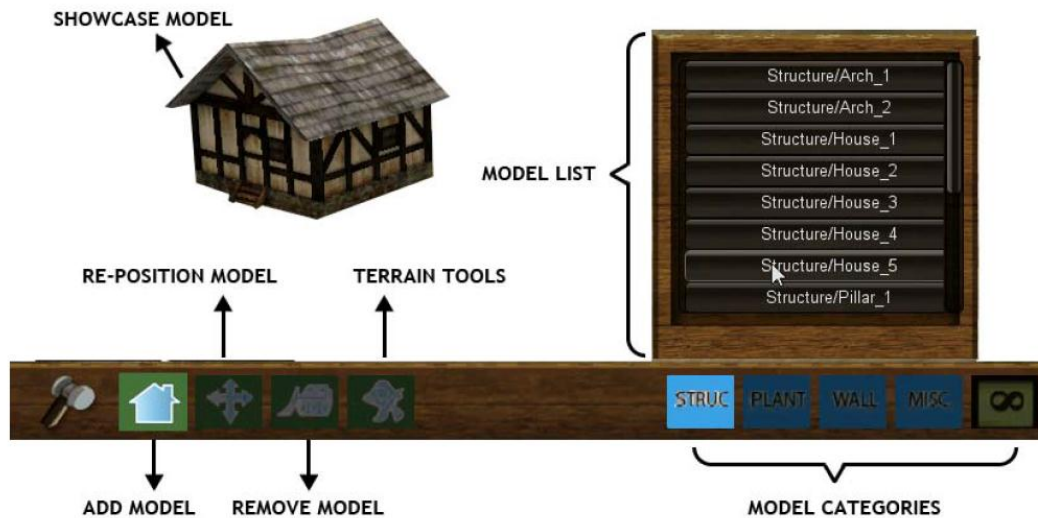 SHOWCASE MODEL
MODEL LIST
Structure/Arch_1
Structure/Arch_2
Structure/House_1
Structure/House_2
Structure/House_3
Structure/House_4
Structure/House_5
Structure/Pillar_1
RE-POSITION MODEL
TERRAIN TOOLS
STRUC
PLANT
WALL
MISC.
∞
ADD MODEL
REMOVE MODEL
MODEL CATEGORIES